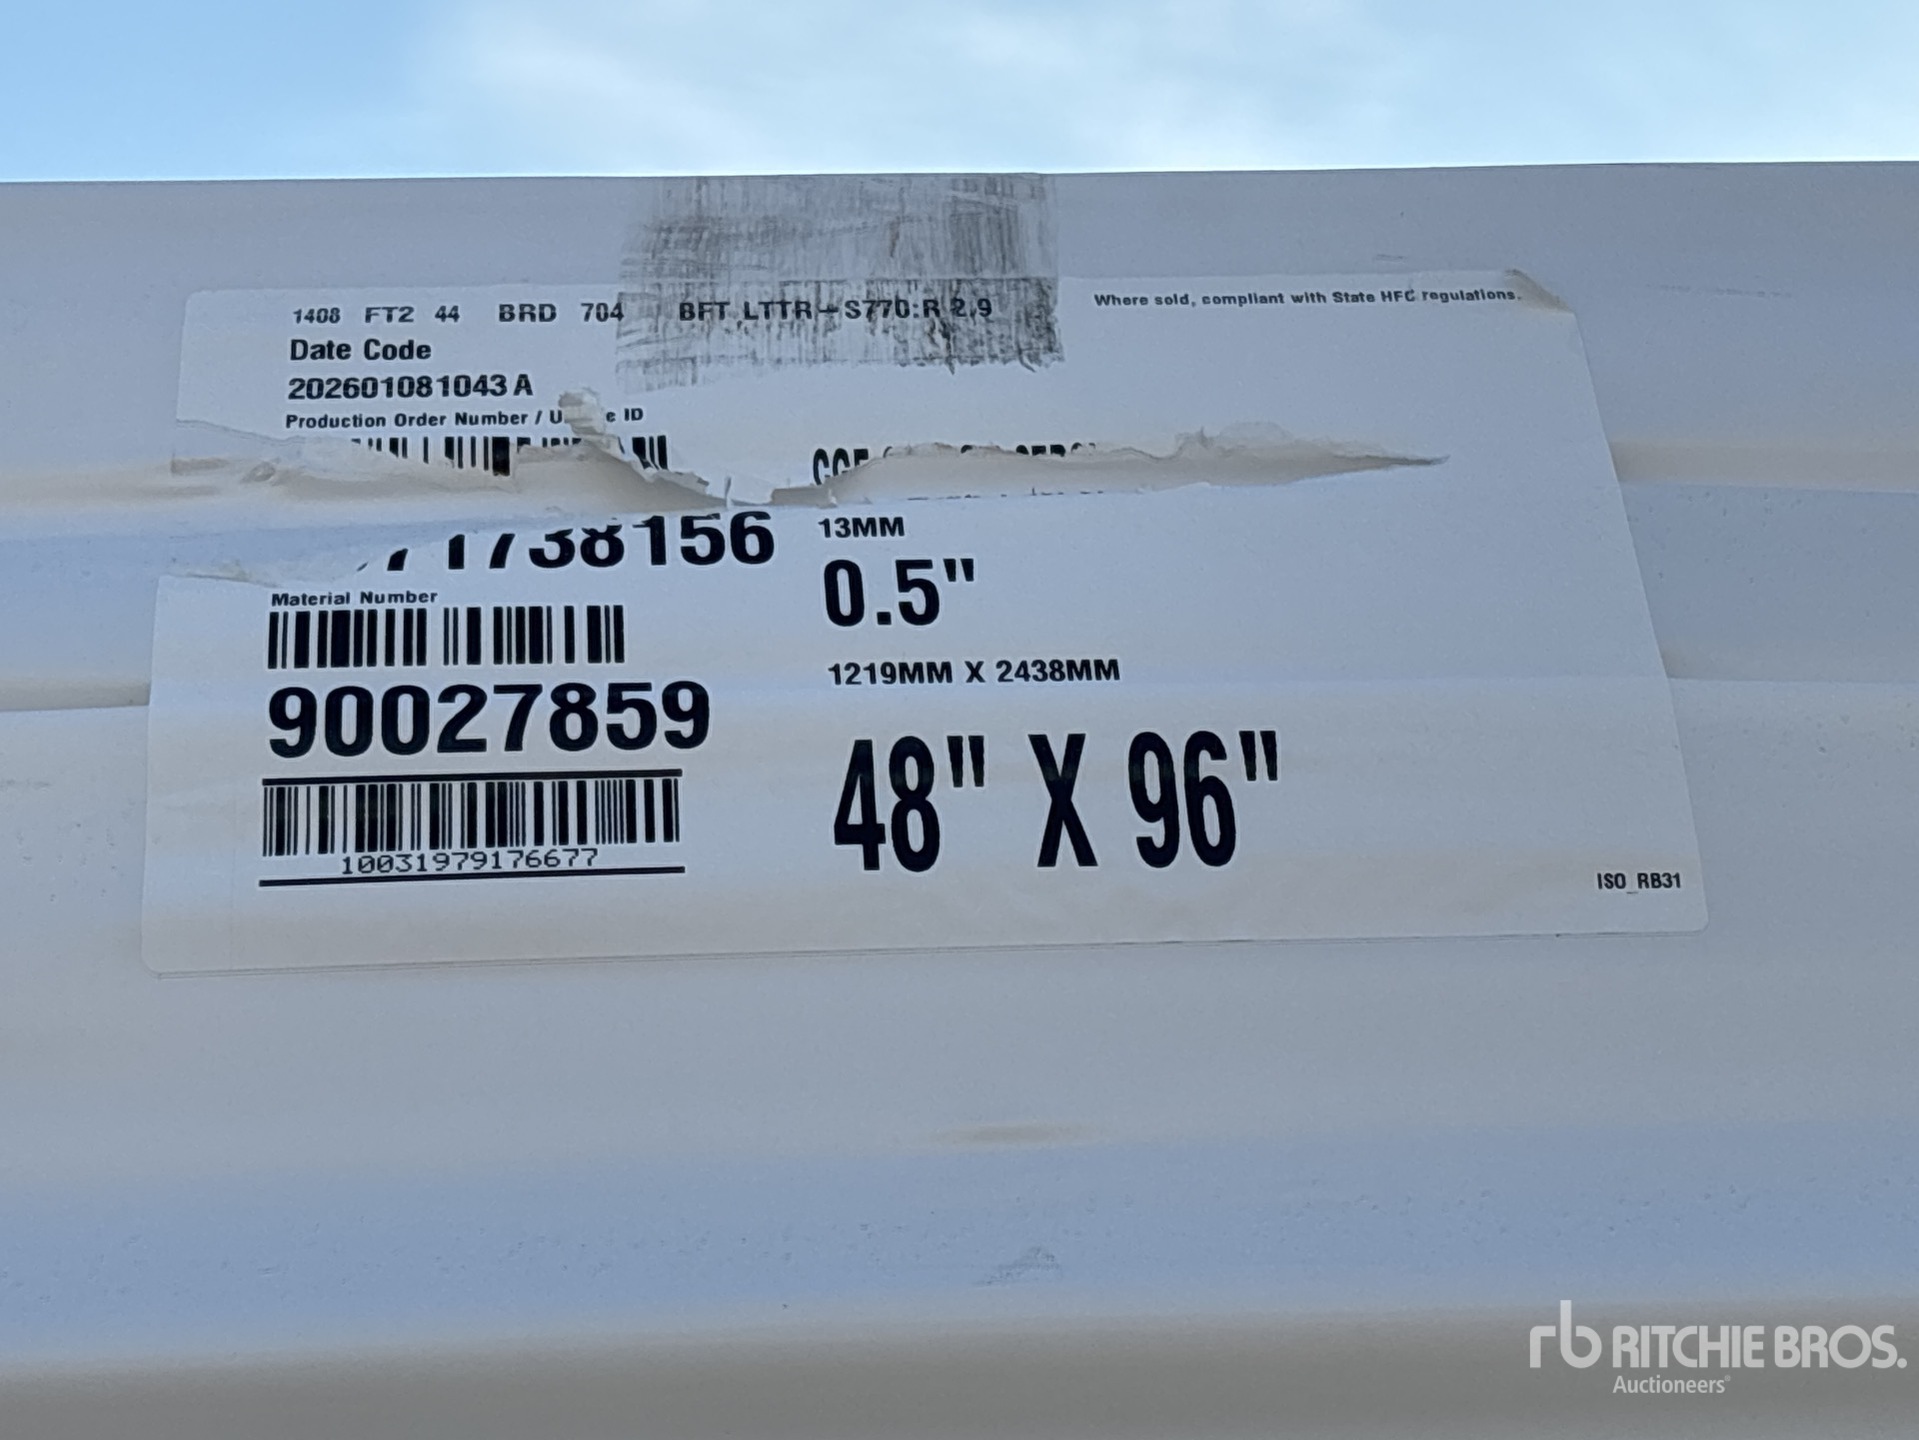 1408 FT2 44 BRD 704 BFT LTTR-S770:R 2.9
Where sold, compliant with State HFC regulations.
Date Code
202601081043 A
Production Order Number / ID
1738156
Material Number
90027859
10031979176677
13MM
0.5"
1219MM X 2438MM
48" X 96"
ISO_RB31
rb RITCHIE BROS.
Auctioneers®